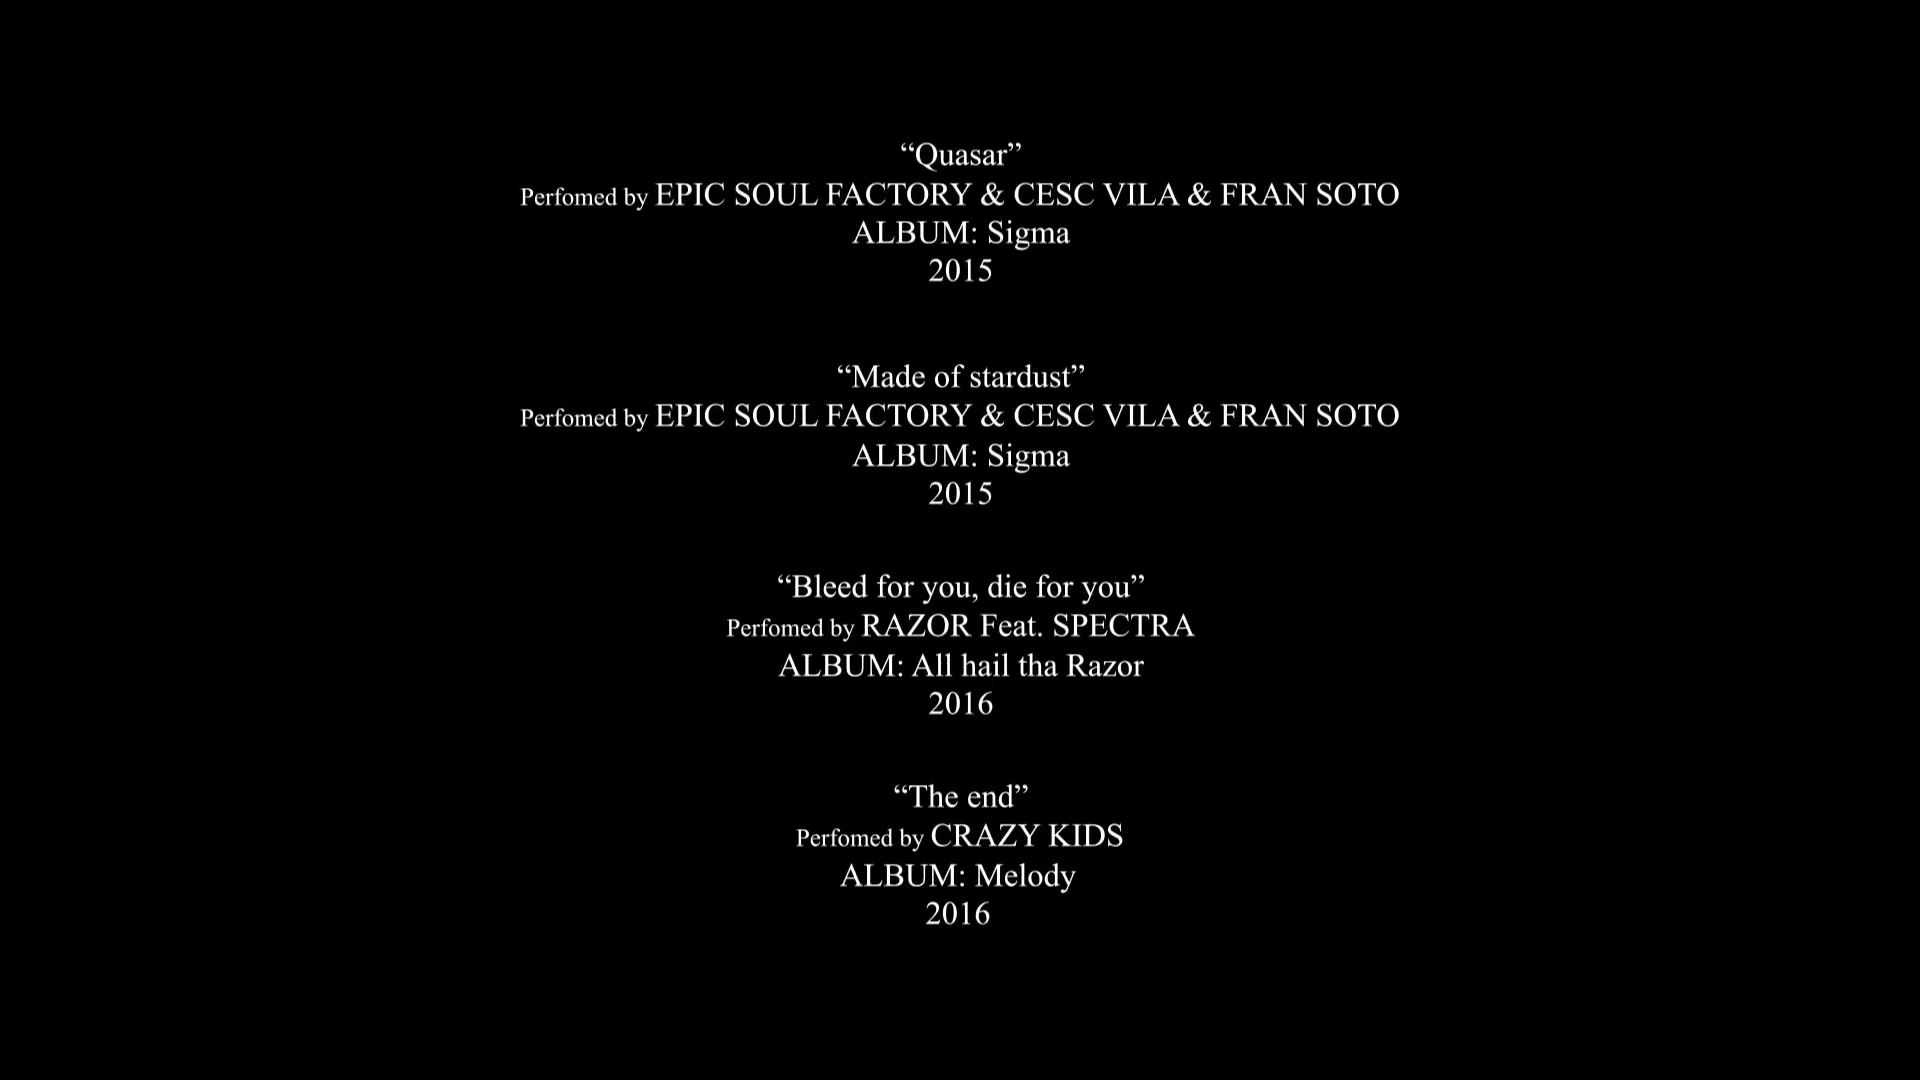 “Quasar”
Perfomed by EPIC SOUL FACTORY & CESC VILA & FRAN SOTO
ALBUM: Sigma
2015
“Made of stardust”
Perfomed by EPIC SOUL FACTORY & CESC VILA & FRAN SOTO
ALBUM: Sigma
2015
“Bleed for you, die for you”
Perfomed by RAZOR Feat. SPECTRA
ALBUM: All hail tha Razor
2016
“The end”
Perfomed by CRAZY KIDS
ALBUM: Melody
2016